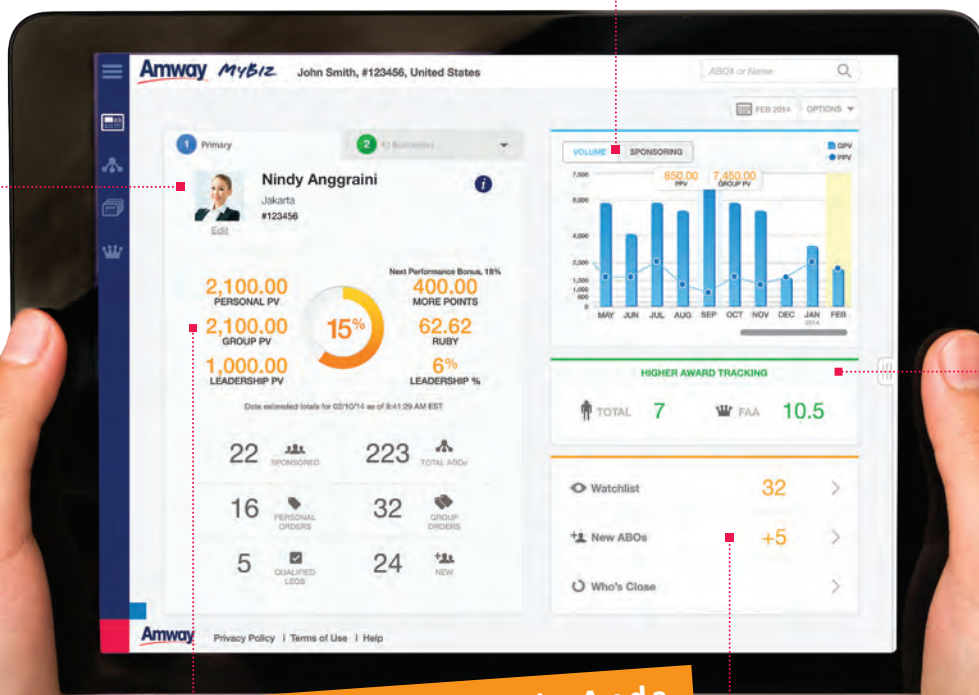 Amway MyBiz John Smith, #123456, United States
ABO# or Name
FEB 2014 OPTIONS
1 Primary
2 42 Businesses
Nindy Anggraini
Jakarta
#123456
Edit
2,100.00
PERSONAL PV
2,100.00
GROUP PV
1,000.00
LEADERSHIP PV
15%
Next Performance Bonus, 18%
400.00
MORE POINTS
62.62
RUBY
6%
LEADERSHIP %
Date estimated totals for 02/10/14 as of 8:41:29 AM EST
22 SPONSORED
223 TOTAL ABOs
16 PERSONAL ORDERS
32 GROUP ORDERS
5 QUALIFIED LEGS
24 NEW
VOLUME SPONSORING
GPV
PPV
850.00
PPV
7,450.00
GROUP PV
7,000
6,000
4,000
2,500
1,500
1,000
600
0
MAY JUN JUL AUG SEP OCT NOV DEC JAN FEB
2014
HIGHER AWARD TRACKING
TOTAL 7 FAA 10.5
Watchlist 32
New ABOs +5
Who's Close
Amway Privacy Policy | Terms of Use | Help